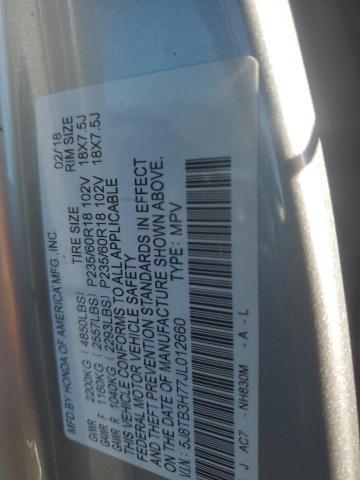 MFD.BY HONDA OF AMERICA MFG.,INC. 02/18
TIRE SIZE RIM SIZE
GVWR 2200KG (4850LBS)
GAWR F 1160KG (2557LBS) P235/60R18 102V 18X7.5J
GAWR R 1040KG (2293LBS) P235/60R18 102V 18X7.5J
THIS VEHICLE CONFORMS TO ALL APPLICABLE
FEDERAL MOTOR VEHICLE SAFETY
AND THEFT PREVENTION STANDARDS IN EFFECT
ON THE DATE OF MANUFACTURE SHOWN ABOVE.
V.I.N: 5J8TB3H77JL012660 TYPE: MPV
J AC7 NH830M - A - L